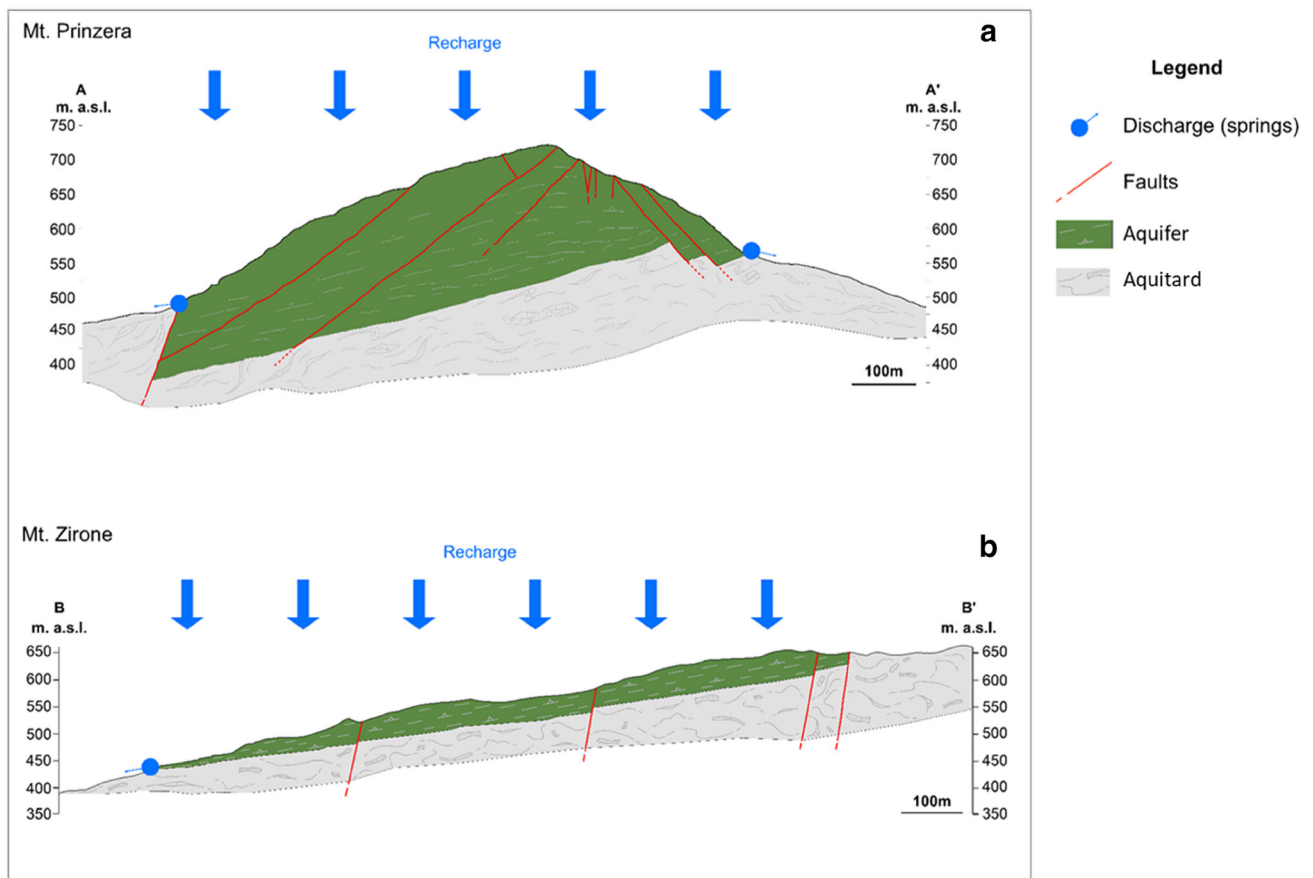 Mt. Prinzera
a
Recharge
A
m. a.s.l.
A'
m. a.s.l.
750
700
650
600
550
500
450
400
750
700
650
600
550
500
450
400
100m
Mt. Zirone
b
Recharge
B
m. a.s.l.
B'
m. a.s.l.
650
600
550
500
450
400
350
650
600
550
500
450
400
350
100m
Legend
Discharge (springs)
Faults
Aquifer
Aquitard